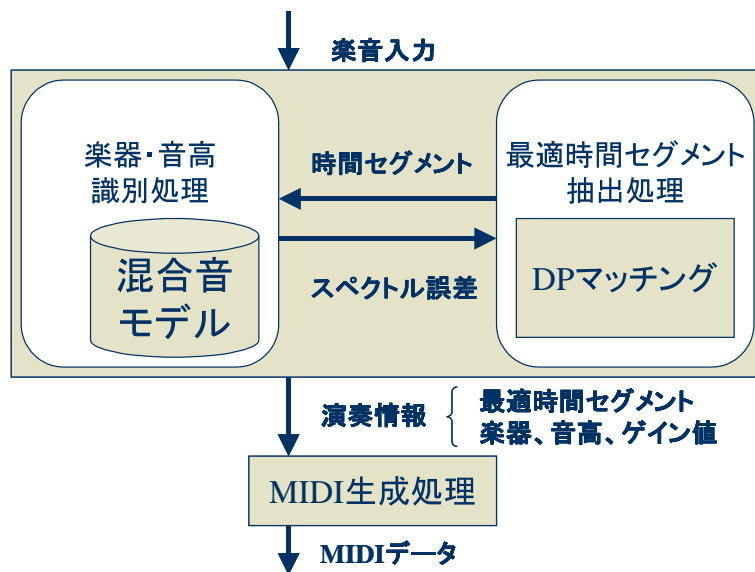 楽音入力
楽器・音高
識別処理
混合音
モデル
時間セグメント
スペクトル誤差
最適時間セグメント
抽出処理
DPマッチング
演奏情報
最適時間セグメント
楽器、音高、ゲイン値
MIDI生成処理
MIDIデータ